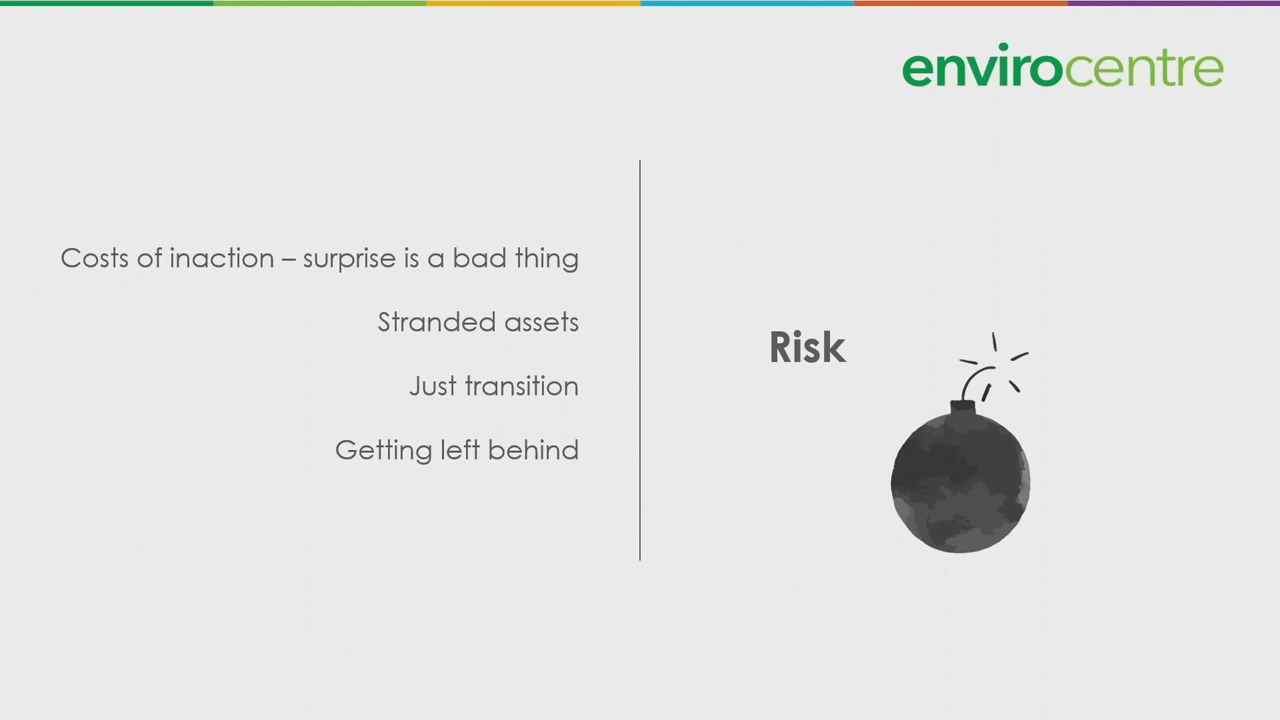 envirocentre
Costs of inaction – surprise is a bad thing
Stranded assets
Just transition
Getting left behind
Risk